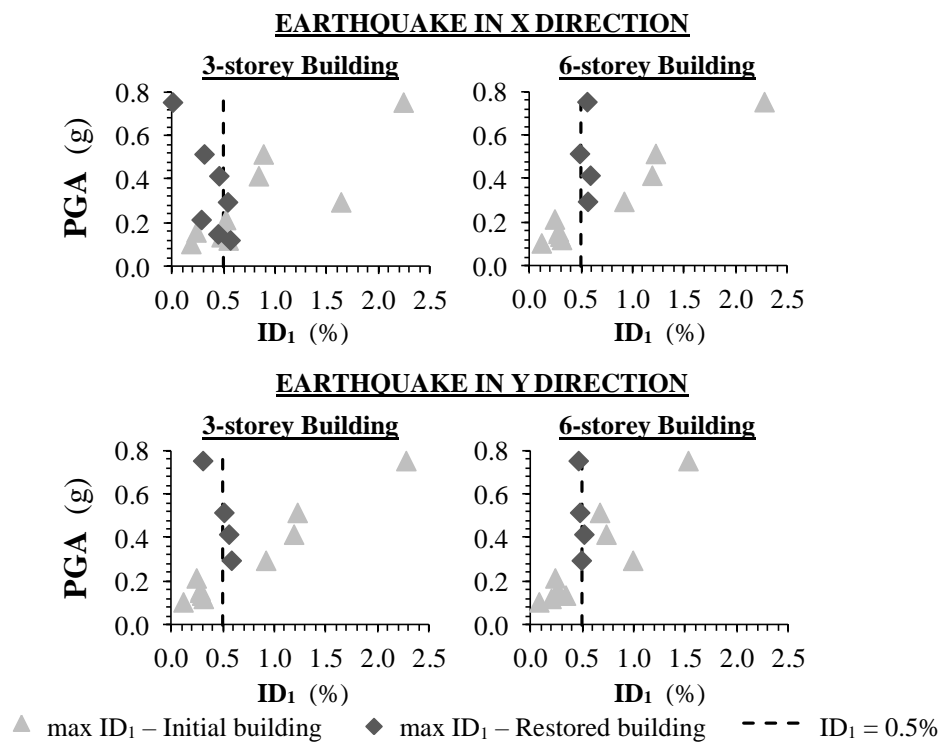 EARTHQUAKE IN X DIRECTION
3-storey Building
6-storey Building
PGA (g)
0.8
0.6
0.4
0.2
0.0
0.0 0.5 1.0 1.5 2.0 2.5
ID₁ (%)
0.8
0.6
0.4
0.2
0.0
0.0 0.5 1.0 1.5 2.0 2.5
ID₁ (%)
EARTHQUAKE IN Y DIRECTION
3-storey Building
6-storey Building
PGA (g)
0.8
0.6
0.4
0.2
0.0
0.0 0.5 1.0 1.5 2.0 2.5
ID₁ (%)
0.8
0.6
0.4
0.2
0.0
0.0 0.5 1.0 1.5 2.0 2.5
ID₁ (%)
max ID₁ – Initial building max ID₁ – Restored building ID₁ = 0.5%